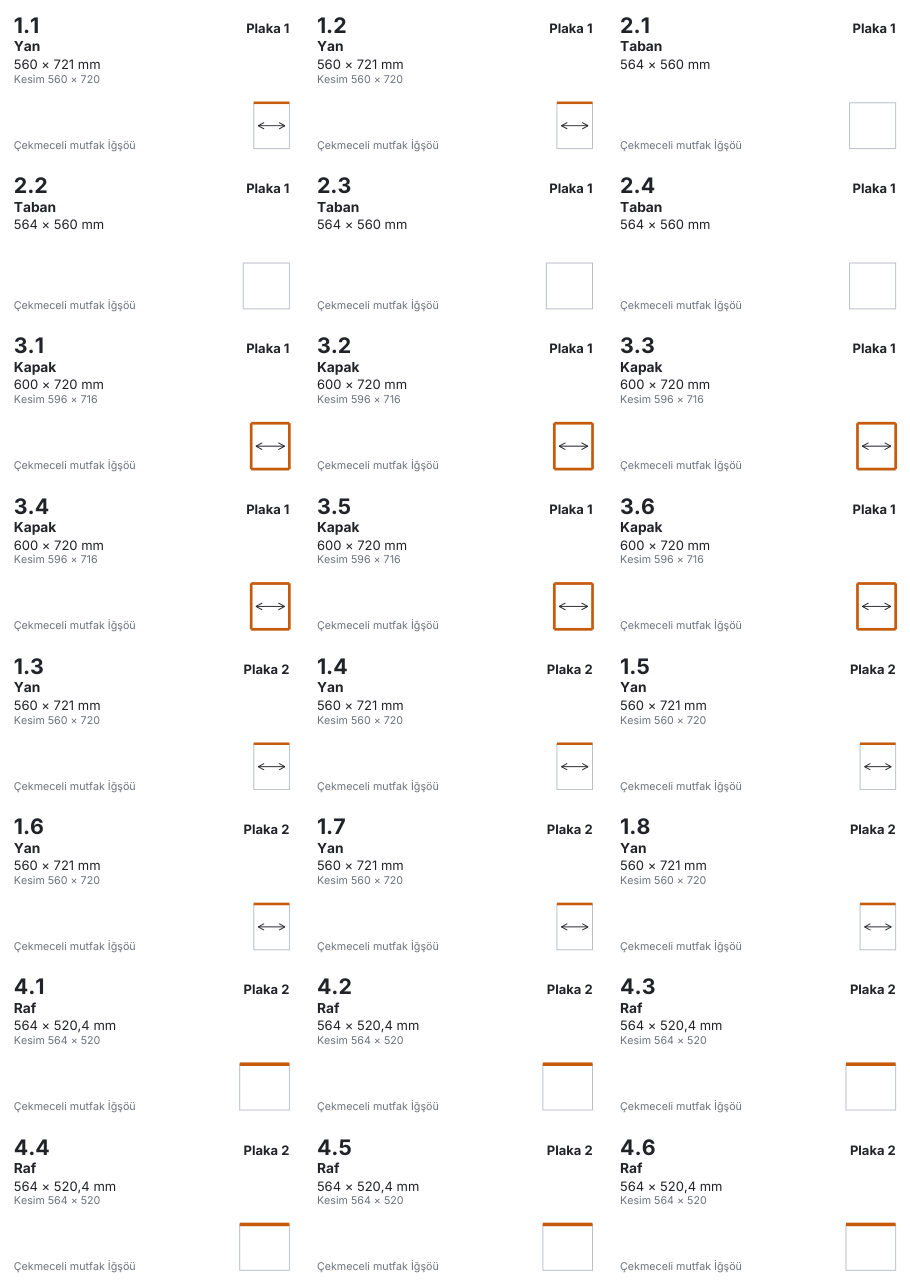 1.1
Plaka 1
Yan
560 × 721 mm
Kesim 560 × 720
Çekmeceli mutfak İğşöü
1.2
Plaka 1
Yan
560 × 721 mm
Kesim 560 × 720
Çekmeceli mutfak İğşöü
2.1
Plaka 1
Taban
564 × 560 mm
Çekmeceli mutfak İğşöü
2.2
Plaka 1
Taban
564 × 560 mm
Çekmeceli mutfak İğşöü
2.3
Plaka 1
Taban
564 × 560 mm
Çekmeceli mutfak İğşöü
2.4
Plaka 1
Taban
564 × 560 mm
Çekmeceli mutfak İğşöü
3.1
Plaka 1
Kapak
600 × 720 mm
Kesim 596 × 716
Çekmeceli mutfak İğşöü
3.2
Plaka 1
Kapak
600 × 720 mm
Kesim 596 × 716
Çekmeceli mutfak İğşöü
3.3
Plaka 1
Kapak
600 × 720 mm
Kesim 596 × 716
Çekmeceli mutfak İğşöü
3.4
Plaka 1
Kapak
600 × 720 mm
Kesim 596 × 716
Çekmeceli mutfak İğşöü
3.5
Plaka 1
Kapak
600 × 720 mm
Kesim 596 × 716
Çekmeceli mutfak İğşöü
3.6
Plaka 1
Kapak
600 × 720 mm
Kesim 596 × 716
Çekmeceli mutfak İğşöü
1.3
Plaka 2
Yan
560 × 721 mm
Kesim 560 × 720
Çekmeceli mutfak İğşöü
1.4
Plaka 2
Yan
560 × 721 mm
Kesim 560 × 720
Çekmeceli mutfak İğşöü
1.5
Plaka 2
Yan
560 × 721 mm
Kesim 560 × 720
Çekmeceli mutfak İğşöü
1.6
Plaka 2
Yan
560 × 721 mm
Kesim 560 × 720
Çekmeceli mutfak İğşöü
1.7
Plaka 2
Yan
560 × 721 mm
Kesim 560 × 720
Çekmeceli mutfak İğşöü
1.8
Plaka 2
Yan
560 × 721 mm
Kesim 560 × 720
Çekmeceli mutfak İğşöü
4.1
Plaka 2
Raf
564 × 520,4 mm
Kesim 564 × 520
Çekmeceli mutfak İğşöü
4.2
Plaka 2
Raf
564 × 520,4 mm
Kesim 564 × 520
Çekmeceli mutfak İğşöü
4.3
Plaka 2
Raf
564 × 520,4 mm
Kesim 564 × 520
Çekmeceli mutfak İğşöü
4.4
Plaka 2
Raf
564 × 520,4 mm
Kesim 564 × 520
Çekmeceli mutfak İğşöü
4.5
Plaka 2
Raf
564 × 520,4 mm
Kesim 564 × 520
Çekmeceli mutfak İğşöü
4.6
Plaka 2
Raf
564 × 520,4 mm
Kesim 564 × 520
Çekmeceli mutfak İğşöü